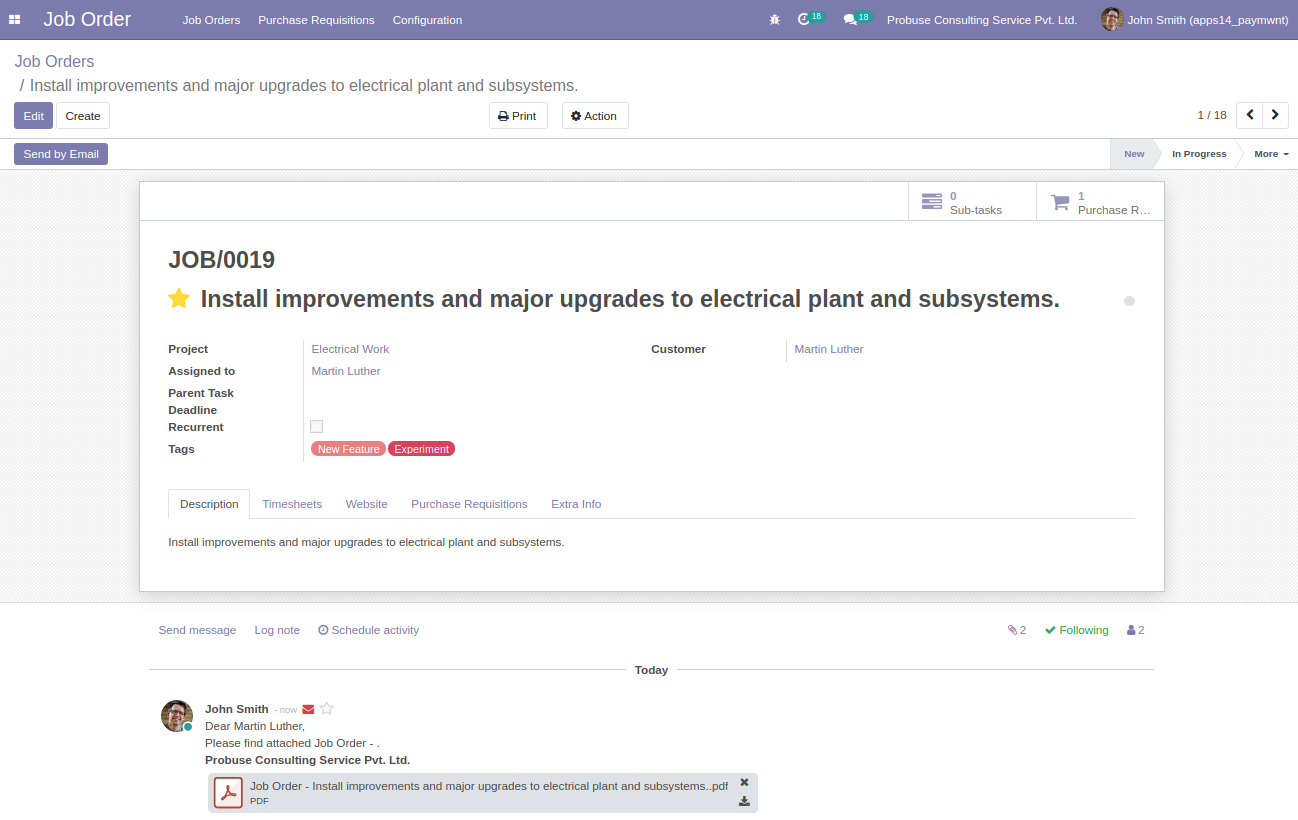 Job Order Job Orders Purchase Requisitions Configuration 18 18 Probuse Consulting Service Pvt. Ltd. John Smith (apps14_paymwnt)
Job Orders
/ Install improvements and major upgrades to electrical plant and subsystems.
Edit Create Print Action 1 / 18
Send by Email New In Progress More
0
Sub-tasks
1
Purchase R...
JOB/0019
Install improvements and major upgrades to electrical plant and subsystems.
Project Electrical Work Customer Martin Luther
Assigned to Martin Luther
Parent Task
Deadline
Recurrent
Tags New Feature Experiment
Description Timesheets Website Purchase Requisitions Extra Info
Install improvements and major upgrades to electrical plant and subsystems.
Send message Log note Schedule activity 2 Following 2
Today
John Smith - now
Dear Martin Luther,
Please find attached Job Order - .
Probuse Consulting Service Pvt. Ltd.
Job Order - Install improvements and major upgrades to electrical plant and subsystems..pdf
PDF